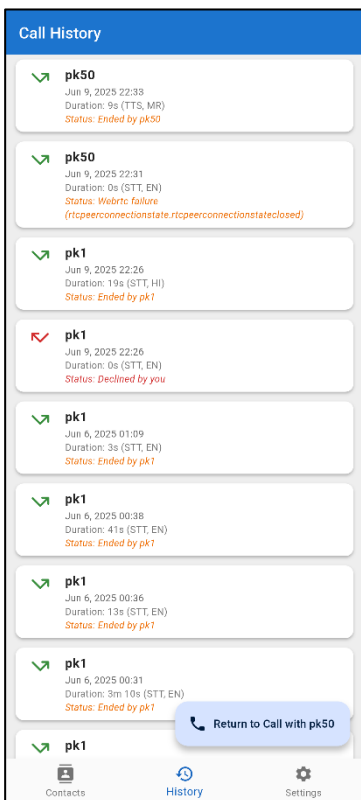 Call History
pk50
Jun 9, 2025 22:33
Duration: 9s (TTS, MR)
Status: Ended by pk50
pk50
Jun 9, 2025 22:31
Duration: 0s (STT, EN)
Status: Webrtc failure
(rtcpeerconnectionstate.rtcpeerconnectionstateclosed)
pk1
Jun 9, 2025 22:26
Duration: 19s (STT, HI)
Status: Ended by pk1
pk1
Jun 9, 2025 22:26
Duration: 0s (STT, EN)
Status: Declined by you
pk1
Jun 6, 2025 01:09
Duration: 3s (STT, EN)
Status: Ended by pk1
pk1
Jun 6, 2025 00:38
Duration: 41s (STT, EN)
Status: Ended by pk1
pk1
Jun 6, 2025 00:36
Duration: 13s (STT, EN)
Status: Ended by pk1
pk1
Jun 6, 2025 00:31
Duration: 3m 10s (STT, EN)
Status: Ended by pk1
Return to Call with pk50
pk1
Contacts
History
Settings